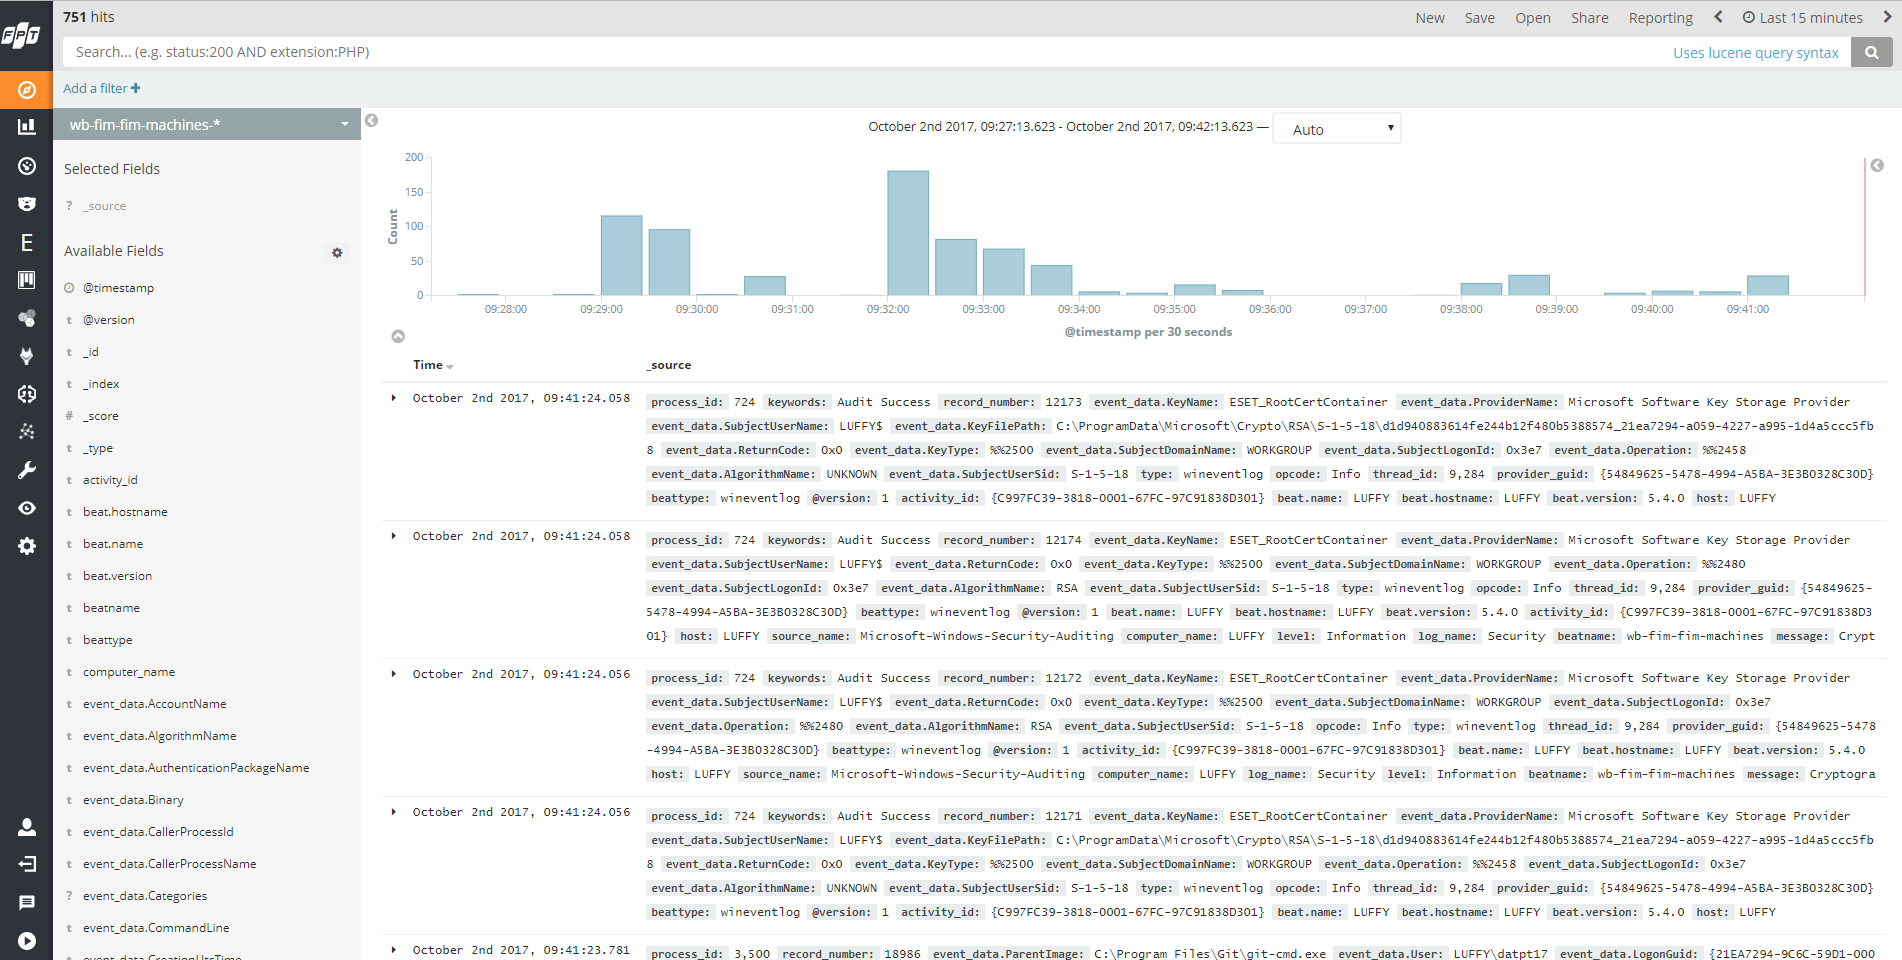 FPT
751 hits
New Save Open Share Reporting Last 15 minutes
Search... (e.g. status:200 AND extension:PHP)
Uses lucene query syntax
Add a filter +
wb-fim-fim-machines-*
Selected Fields
? _source
Available Fields
@timestamp
t @version
t _id
t _index
# _score
t _type
t activity_id
t beat.hostname
t beat.name
t beat.version
t beatname
t beattype
t computer_name
t event_data.AccountName
t event_data.AlgorithmName
t event_data.AuthenticationPackageName
t event_data.Binary
t event_data.CallerProcessId
t event_data.CallerProcessName
? event_data.Categories
t event_data.CommandLine
event_data.CreationUtcTime
E
October 2nd 2017, 09:27:13.623 - October 2nd 2017, 09:42:13.623 —
Auto
Count
200
150
100
50
0
09:28:00 09:29:00 09:30:00 09:31:00 09:32:00 09:33:00 09:34:00 09:35:00 09:36:00 09:37:00 09:38:00 09:39:00 09:40:00 09:41:00
@timestamp per 30 seconds
Time _source
October 2nd 2017, 09:41:24.058
process_id: 724 keywords: Audit Success record_number: 12173 event_data.KeyName: ESET_RootCertContainer event_data.ProviderName: Microsoft Software Key Storage Provider
event_data.SubjectUserName: LUFFY$ event_data.KeyFilePath: C:\ProgramData\Microsoft\Crypto\RSA\S-1-5-18\d1d940883614fe244b12f480b5388574_21ea7294-a059-4227-a995-1d4a5ccc5fb
8 event_data.ReturnCode: 0x0 event_data.KeyType: %%2500 event_data.SubjectDomainName: WORKGROUP event_data.SubjectLogonId: 0x3e7 event_data.Operation: %%2458
event_data.AlgorithmName: UNKNOWN event_data.SubjectUserSid: S-1-5-18 type: wineventlog opcode: Info thread_id: 9,284 provider_guid: {54849625-5478-4994-A5BA-3E3B0328C30D}
beattype: wineventlog @version: 1 activity_id: {C997FC39-3818-0001-67FC-97C91838D301} beat.name: LUFFY beat.hostname: LUFFY beat.version: 5.4.0 host: LUFFY
October 2nd 2017, 09:41:24.058
process_id: 724 keywords: Audit Success record_number: 12174 event_data.KeyName: ESET_RootCertContainer event_data.ProviderName: Microsoft Software Key Storage Provider
event_data.SubjectUserName: LUFFY$ event_data.ReturnCode: 0x0 event_data.KeyType: %%2500 event_data.SubjectDomainName: WORKGROUP event_data.Operation: %%2480
event_data.SubjectLogonId: 0x3e7 event_data.AlgorithmName: RSA event_data.SubjectUserSid: S-1-5-18 type: wineventlog opcode: Info thread_id: 9,284 provider_guid: {54849625-
5478-4994-A5BA-3E3B0328C30D} beattype: wineventlog @version: 1 beat.name: LUFFY beat.hostname: LUFFY beat.version: 5.4.0 activity_id: {C997FC39-3818-0001-67FC-97C91838D3
01} host: LUFFY source_name: Microsoft-Windows-Security-Auditing computer_name: LUFFY level: Information log_name: Security beatname: wb-fim-fim-machines message: Crypt
October 2nd 2017, 09:41:24.056
process_id: 724 keywords: Audit Success record_number: 12172 event_data.KeyName: ESET_RootCertContainer event_data.ProviderName: Microsoft Software Key Storage Provider
event_data.SubjectUserName: LUFFY$ event_data.ReturnCode: 0x0 event_data.KeyType: %%2500 event_data.SubjectDomainName: WORKGROUP event_data.SubjectLogonId: 0x3e7
event_data.Operation: %%2480 event_data.AlgorithmName: RSA event_data.SubjectUserSid: S-1-5-18 opcode: Info type: wineventlog thread_id: 9,284 provider_guid: {54849625-5478
-4994-A5BA-3E3B0328C30D} beattype: wineventlog @version: 1 activity_id: {C997FC39-3818-0001-67FC-97C91838D301} beat.name: LUFFY beat.hostname: LUFFY beat.version: 5.4.0
host: LUFFY source_name: Microsoft-Windows-Security-Auditing computer_name: LUFFY log_name: Security level: Information beatname: wb-fim-fim-machines message: Cryptogra
October 2nd 2017, 09:41:24.056
process_id: 724 keywords: Audit Success record_number: 12171 event_data.KeyName: ESET_RootCertContainer event_data.ProviderName: Microsoft Software Key Storage Provider
event_data.SubjectUserName: LUFFY$ event_data.KeyFilePath: C:\ProgramData\Microsoft\Crypto\RSA\S-1-5-18\d1d940883614fe244b12f480b5388574_21ea7294-a059-4227-a995-1d4a5ccc5fb
8 event_data.ReturnCode: 0x0 event_data.KeyType: %%2500 event_data.SubjectDomainName: WORKGROUP event_data.Operation: %%2458 event_data.SubjectLogonId: 0x3e7
event_data.AlgorithmName: UNKNOWN event_data.SubjectUserSid: S-1-5-18 type: wineventlog opcode: Info thread_id: 9,284 provider_guid: {54849625-5478-4994-A5BA-3E3B0328C30D}
beattype: wineventlog @version: 1 activity_id: {C997FC39-3818-0001-67FC-97C91838D301} beat.name: LUFFY beat.hostname: LUFFY beat.version: 5.4.0 host: LUFFY
October 2nd 2017, 09:41:23.781
process_id: 3,500 record_number: 18986 event_data.ParentImage: C:\Program Files\Git\git-cmd.exe event_data.User: LUFFY\datpt17 event_data.LogonGuid: {21EA7294-9C6C-59D1-000